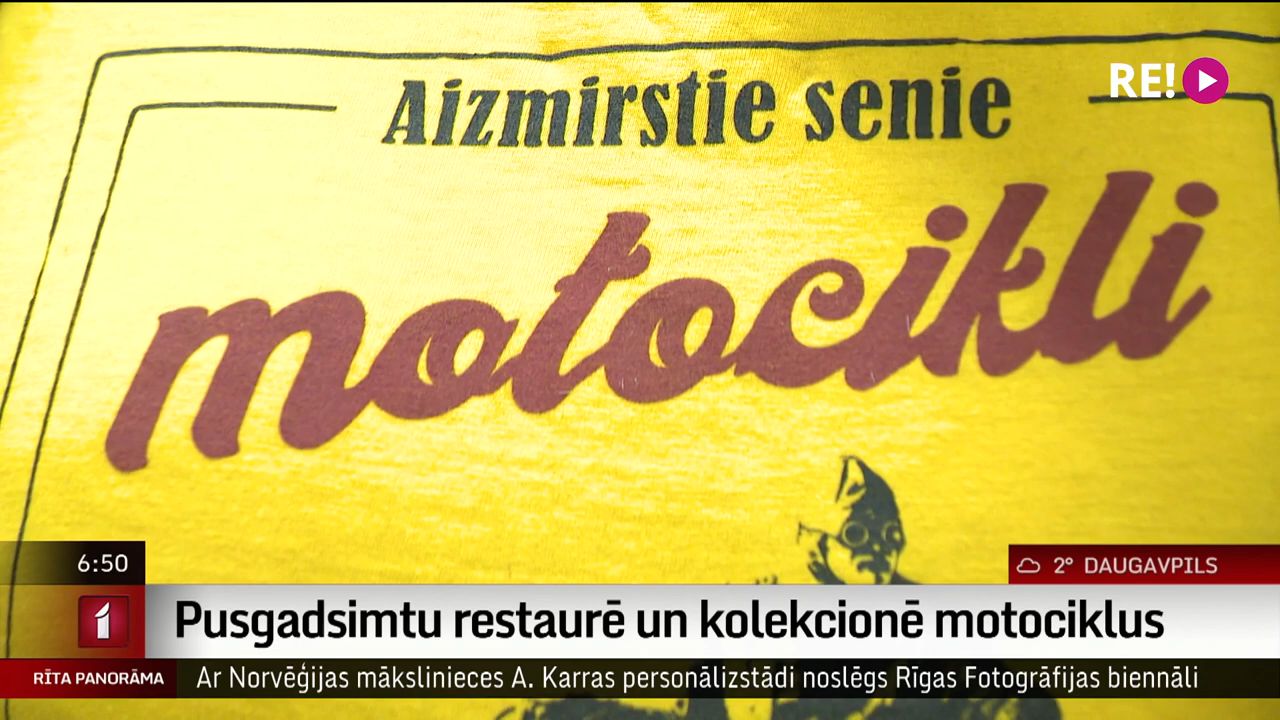 RE!
Aizmirstie senie
motocikli
6:50
2° DAUGAVPILS
1
Pusgadsimtu restaurē un kolekcionē motociklus
RĪTA PANORĀMA
Ar Norvēģijas mākslinieces A. Karras personālizstādi noslēgs Rīgas Fotogrāfijas biennāli